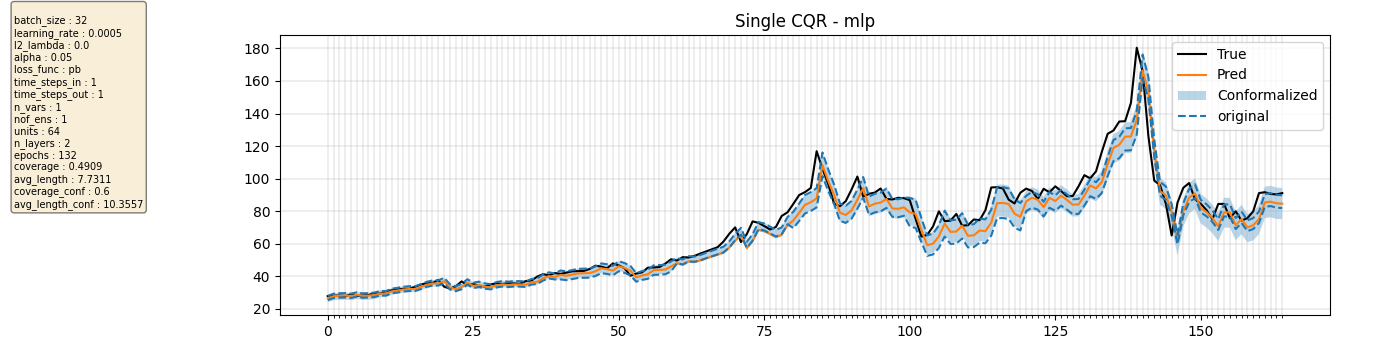 batch_size : 32
learning_rate : 0.0005
l2_lambda : 0.0
alpha : 0.05
loss_func : pb
time_steps_in : 1
time_steps_out : 1
n_vars : 1
nof_ens : 1
units : 64
n_layers : 2
epochs : 132
coverage : 0.4909
avg_length : 7.7311
coverage_conf : 0.6
avg_length_conf : 10.3557
Single CQR - mlp
180
160
140
120
100
80
60
40
20
True
Pred
Conformalized
original
0 25 50 75 100 125 150